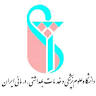 دانشگاه علوم پزشکی و خدمات بهداشتی، درمانی ایران